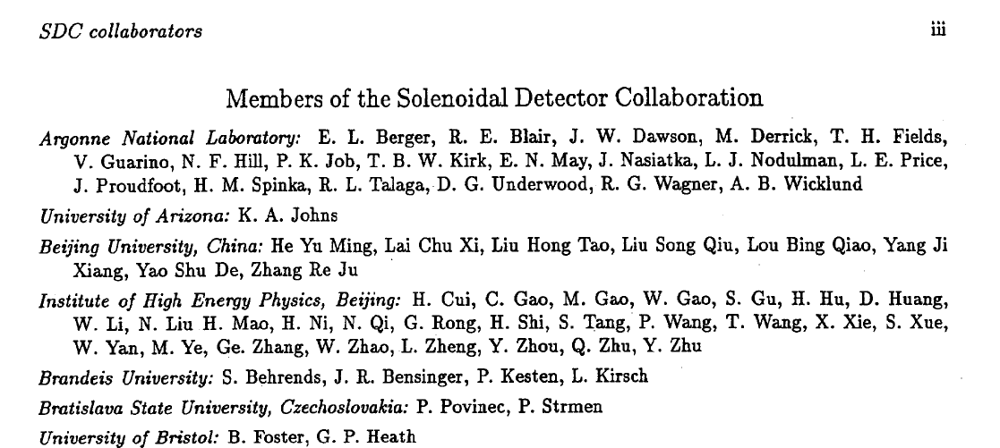 SDC collaborators iii
Members of the Solenoidal Detector Collaboration
Argonne National Laboratory: E. L. Berger, R. E. Blair, J. W. Dawson, M. Derrick, T. H. Fields,
V. Guarino, N. F. Hill, P. K. Job, T. B. W. Kirk, E. N. May, J. Nasiatka, L. J. Nodulman, L. E. Price,
J. Proudfoot, H. M. Spinka, R. L. Talaga, D. G. Underwood, R. G. Wagner, A. B. Wicklund
University of Arizona: K. A. Johns
Beijing University, China: He Yu Ming, Lai Chu Xi, Liu Hong Tao, Liu Song Qiu, Lou Bing Qiao, Yang Ji
Xiang, Yao Shu De, Zhang Re Ju
Institute of High Energy Physics, Beijing: H. Cui, C. Gao, M. Gao, W. Gao, S. Gu, H. Hu, D. Huang,
W. Li, N. Liu H. Mao, H. Ni, N. Qi, G. Rong, H. Shi, S. Tang, P. Wang, T. Wang, X. Xie, S. Xue,
W. Yan, M. Ye, Ge. Zhang, W. Zhao, L. Zheng, Y. Zhou, Q. Zhu, Y. Zhu
Brandeis University: S. Behrends, J. R. Bensinger, P. Kesten, L. Kirsch
Bratislava State University, Czechoslovakia: P. Povinec, P. Strmen
University of Bristol: B. Foster, G. P. Heath